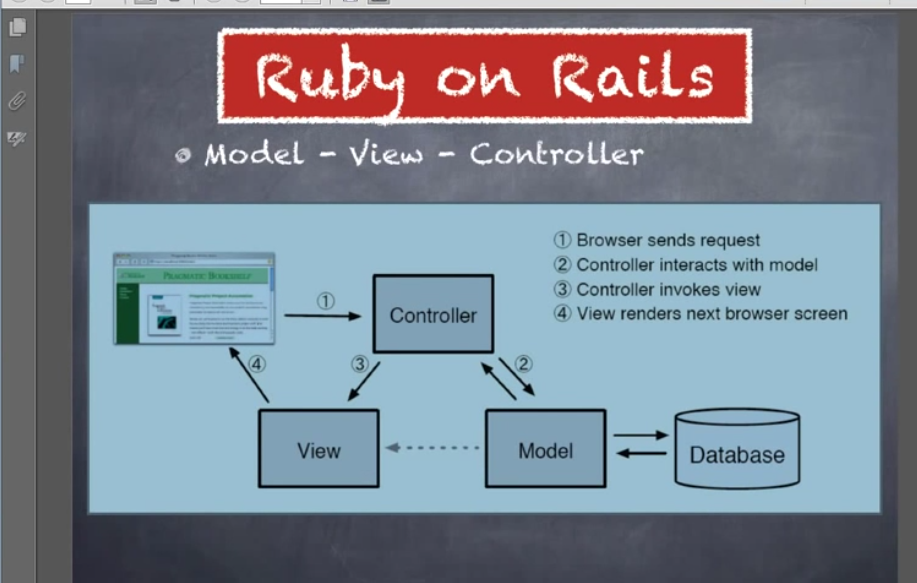 Ruby on Rails
Model - View - Controller
① Browser sends request
② Controller interacts with model
③ Controller invokes view
④ View renders next browser screen
PRAGMATIC BOOKSHELF
①
Controller
④
③
②
View
Model
Database